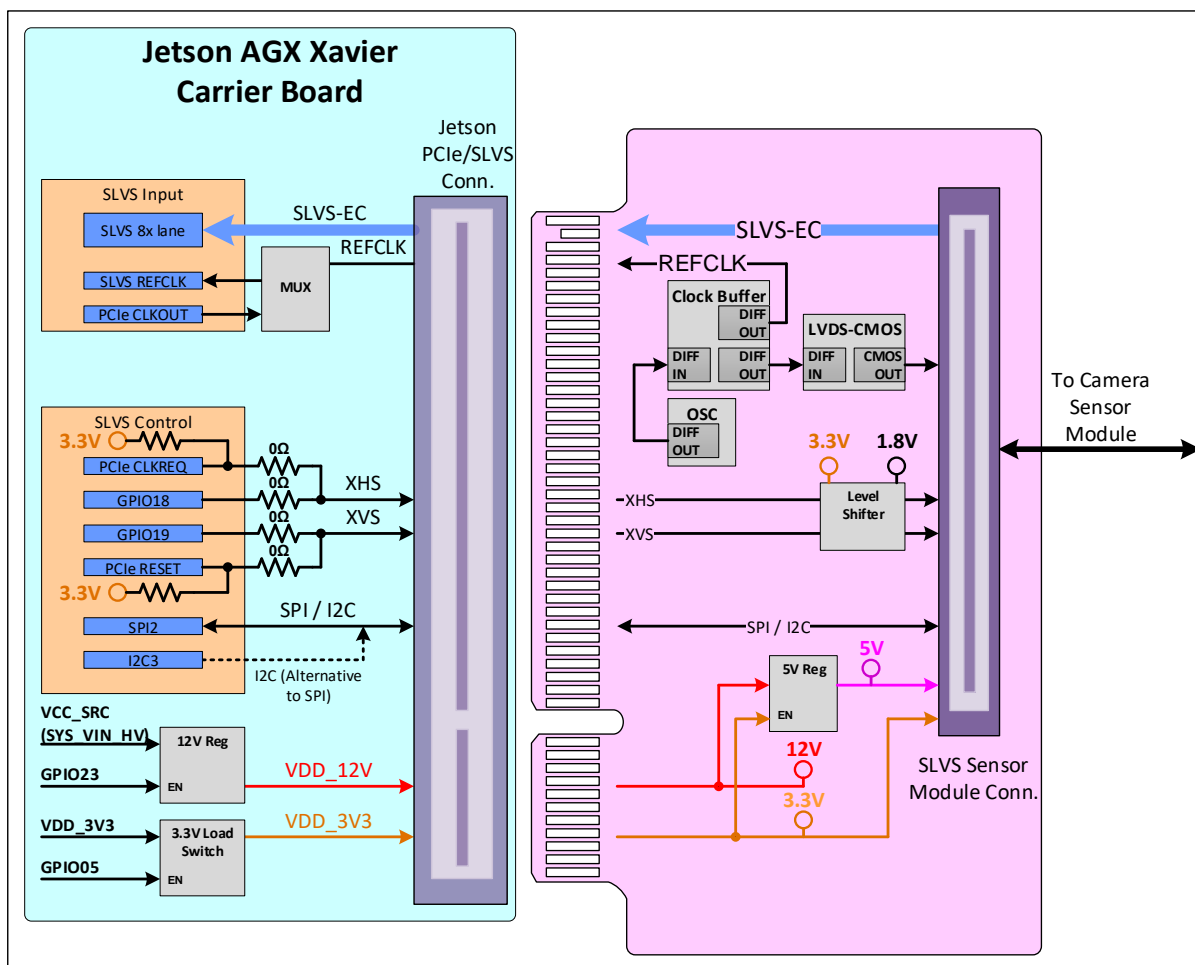 Jetson AGX Xavier
Carrier Board
Jetson
PCIe/SLVS
Conn.
SLVS Input
SLVS 8x lane
SLVS REFCLK
PCIe CLKOUT
MUX
SLVS-EC
REFCLK
SLVS Control
3.3V
PCIe CLKREQ
GPIO18
GPIO19
PCIe RESET
3.3V
SPI2
I2C3
0Ω
0Ω
0Ω
0Ω
XHS
XVS
SPI / I2C
I2C (Alternative
to SPI)
VCC_SRC
(SYS_VIN_HV)
GPIO23
12V Reg
EN
VDD_12V
VDD_3V3
GPIO05
3.3V Load
Switch
EN
VDD_3V3
SLVS-EC
REFCLK
Clock Buffer
DIFF
OUT
DIFF
IN
DIFF
OUT
LVDS-CMOS
DIFF
IN
CMOS
OUT
OSC
DIFF
OUT
3.3V
1.8V
XHS
XVS
Level
Shifter
SPI / I2C
5V Reg
EN
5V
12V
3.3V
SLVS Sensor
Module Conn.
To Camera
Sensor
Module